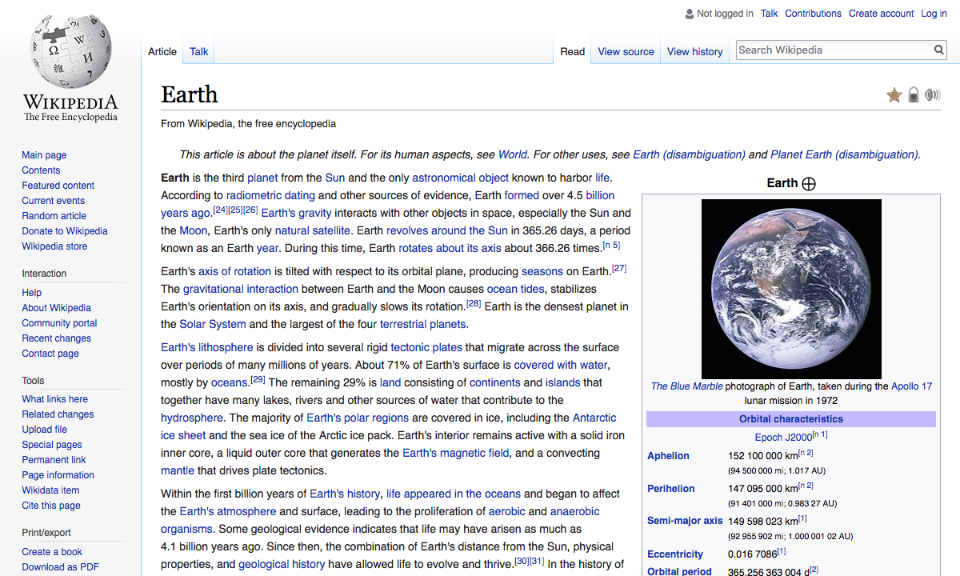 Not logged in Talk Contributions Create account Log in
Article Talk Read View source View history Search Wikipedia
WIKIPEDIA
The Free Encyclopedia
Main page
Contents
Featured content
Current events
Random article
Donate to Wikipedia
Wikipedia store
Interaction
Help
About Wikipedia
Community portal
Recent changes
Contact page
Tools
What links here
Related changes
Upload file
Special pages
Permanent link
Page information
Wikidata item
Cite this page
Print/export
Create a book
Download as PDF
Earth
From Wikipedia, the free encyclopedia
This article is about the planet itself. For its human aspects, see World. For other uses, see Earth (disambiguation) and Planet Earth (disambiguation).
Earth is the third planet from the Sun and the only astronomical object known to harbor life.
According to radiometric dating and other sources of evidence, Earth formed over 4.5 billion
years ago.[24][25][26] Earth's gravity interacts with other objects in space, especially the Sun and
the Moon, Earth's only natural satellite. Earth revolves around the Sun in 365.26 days, a period
known as an Earth year. During this time, Earth rotates about its axis about 366.26 times.[n 5]
Earth's axis of rotation is tilted with respect to its orbital plane, producing seasons on Earth.[27]
The gravitational interaction between Earth and the Moon causes ocean tides, stabilizes
Earth's orientation on its axis, and gradually slows its rotation.[28] Earth is the densest planet in
the Solar System and the largest of the four terrestrial planets.
Earth's lithosphere is divided into several rigid tectonic plates that migrate across the surface
over periods of many millions of years. About 71% of Earth's surface is covered with water,
mostly by oceans.[29] The remaining 29% is land consisting of continents and islands that
together have many lakes, rivers and other sources of water that contribute to the
hydrosphere. The majority of Earth's polar regions are covered in ice, including the Antarctic
ice sheet and the sea ice of the Arctic ice pack. Earth's interior remains active with a solid iron
inner core, a liquid outer core that generates the Earth's magnetic field, and a convecting
mantle that drives plate tectonics.
Within the first billion years of Earth's history, life appeared in the oceans and began to affect
the Earth's atmosphere and surface, leading to the proliferation of aerobic and anaerobic
organisms. Some geological evidence indicates that life may have arisen as much as
4.1 billion years ago. Since then, the combination of Earth's distance from the Sun, physical
properties, and geological history have allowed life to evolve and thrive.[30][31] In the history of
Earth
The Blue Marble photograph of Earth, taken during the Apollo 17
lunar mission in 1972
Orbital characteristics
Epoch J2000[n 1]
Aphelion 152 100 000 km[n 2]
(94 500 000 mi; 1.017 AU)
Perihelion 147 095 000 km[n 2]
(91 401 000 mi; 0.983 27 AU)
Semi-major axis 149 598 023 km[1]
(92 955 902 mi; 1.000 001 02 AU)
Eccentricity 0.016 7086[1]
Orbital period 365.256 363 004 d[2]